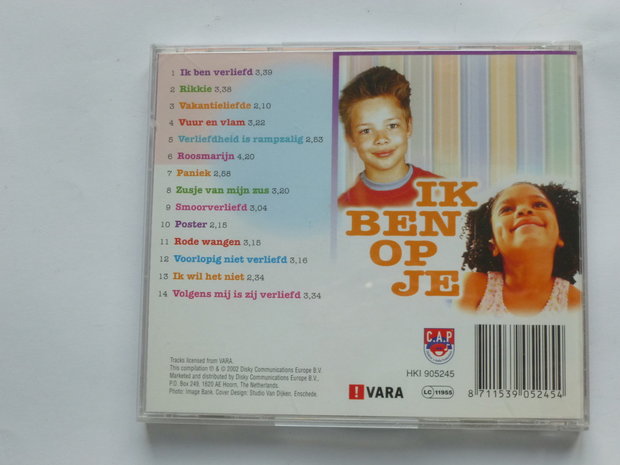 1 Ik ben verliefd 3,39
2 Rikkie 3,38
3 Vakantieliefde 2,10
4 Vuur en vlam 3,22
5 Verliefdheid is rampzalig 2,53
6 Roosmarijn 4,20
7 Paniek 2,58
8 Zusje van mijn zus 3,20
9 Smoorverliefd 3,04
10 Poster 2,15
11 Rode wangen 3,15
12 Voorlopig niet verliefd 3,16
13 Ik wil het niet 2,34
14 Volgens mij is zij verliefd 3,34
IK
BEN
OP
JE
Tracks licensed from VARA.
This compilation ℗ & © 2002 Disky Communications Europe B.V.
Marketed and distributed by Disky Communications Europe B.V.,
P.O. Box 249, 1620 AE Hoorn, The Netherlands.
Photo: Image Bank. Cover Design: Studio Van Dijken, Enschede.
C.A.P
HKI 905245
! VARA
LC 11955
8 711539 052454